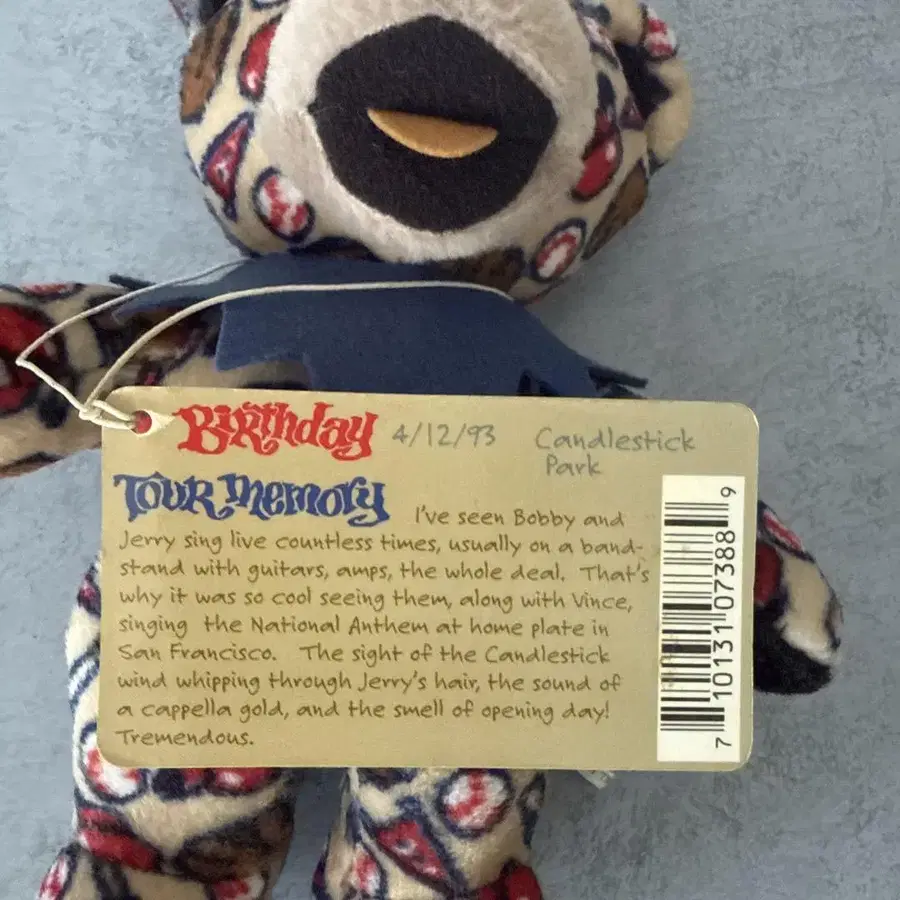 Birthday 4/12/93 Candlestick
Park
Tour Memory I've seen Bobby and
Jerry sing live countless times, usually on a band-
stand with guitars, amps, the whole deal. That's
why it was so cool seeing them, along with Vince,
singing the National Anthem at home plate in
San Francisco. The sight of the Candlestick
wind whipping through Jerry's hair, the sound of
a cappella gold, and the smell of opening day!
Tremendous.
7 10131 07388 9